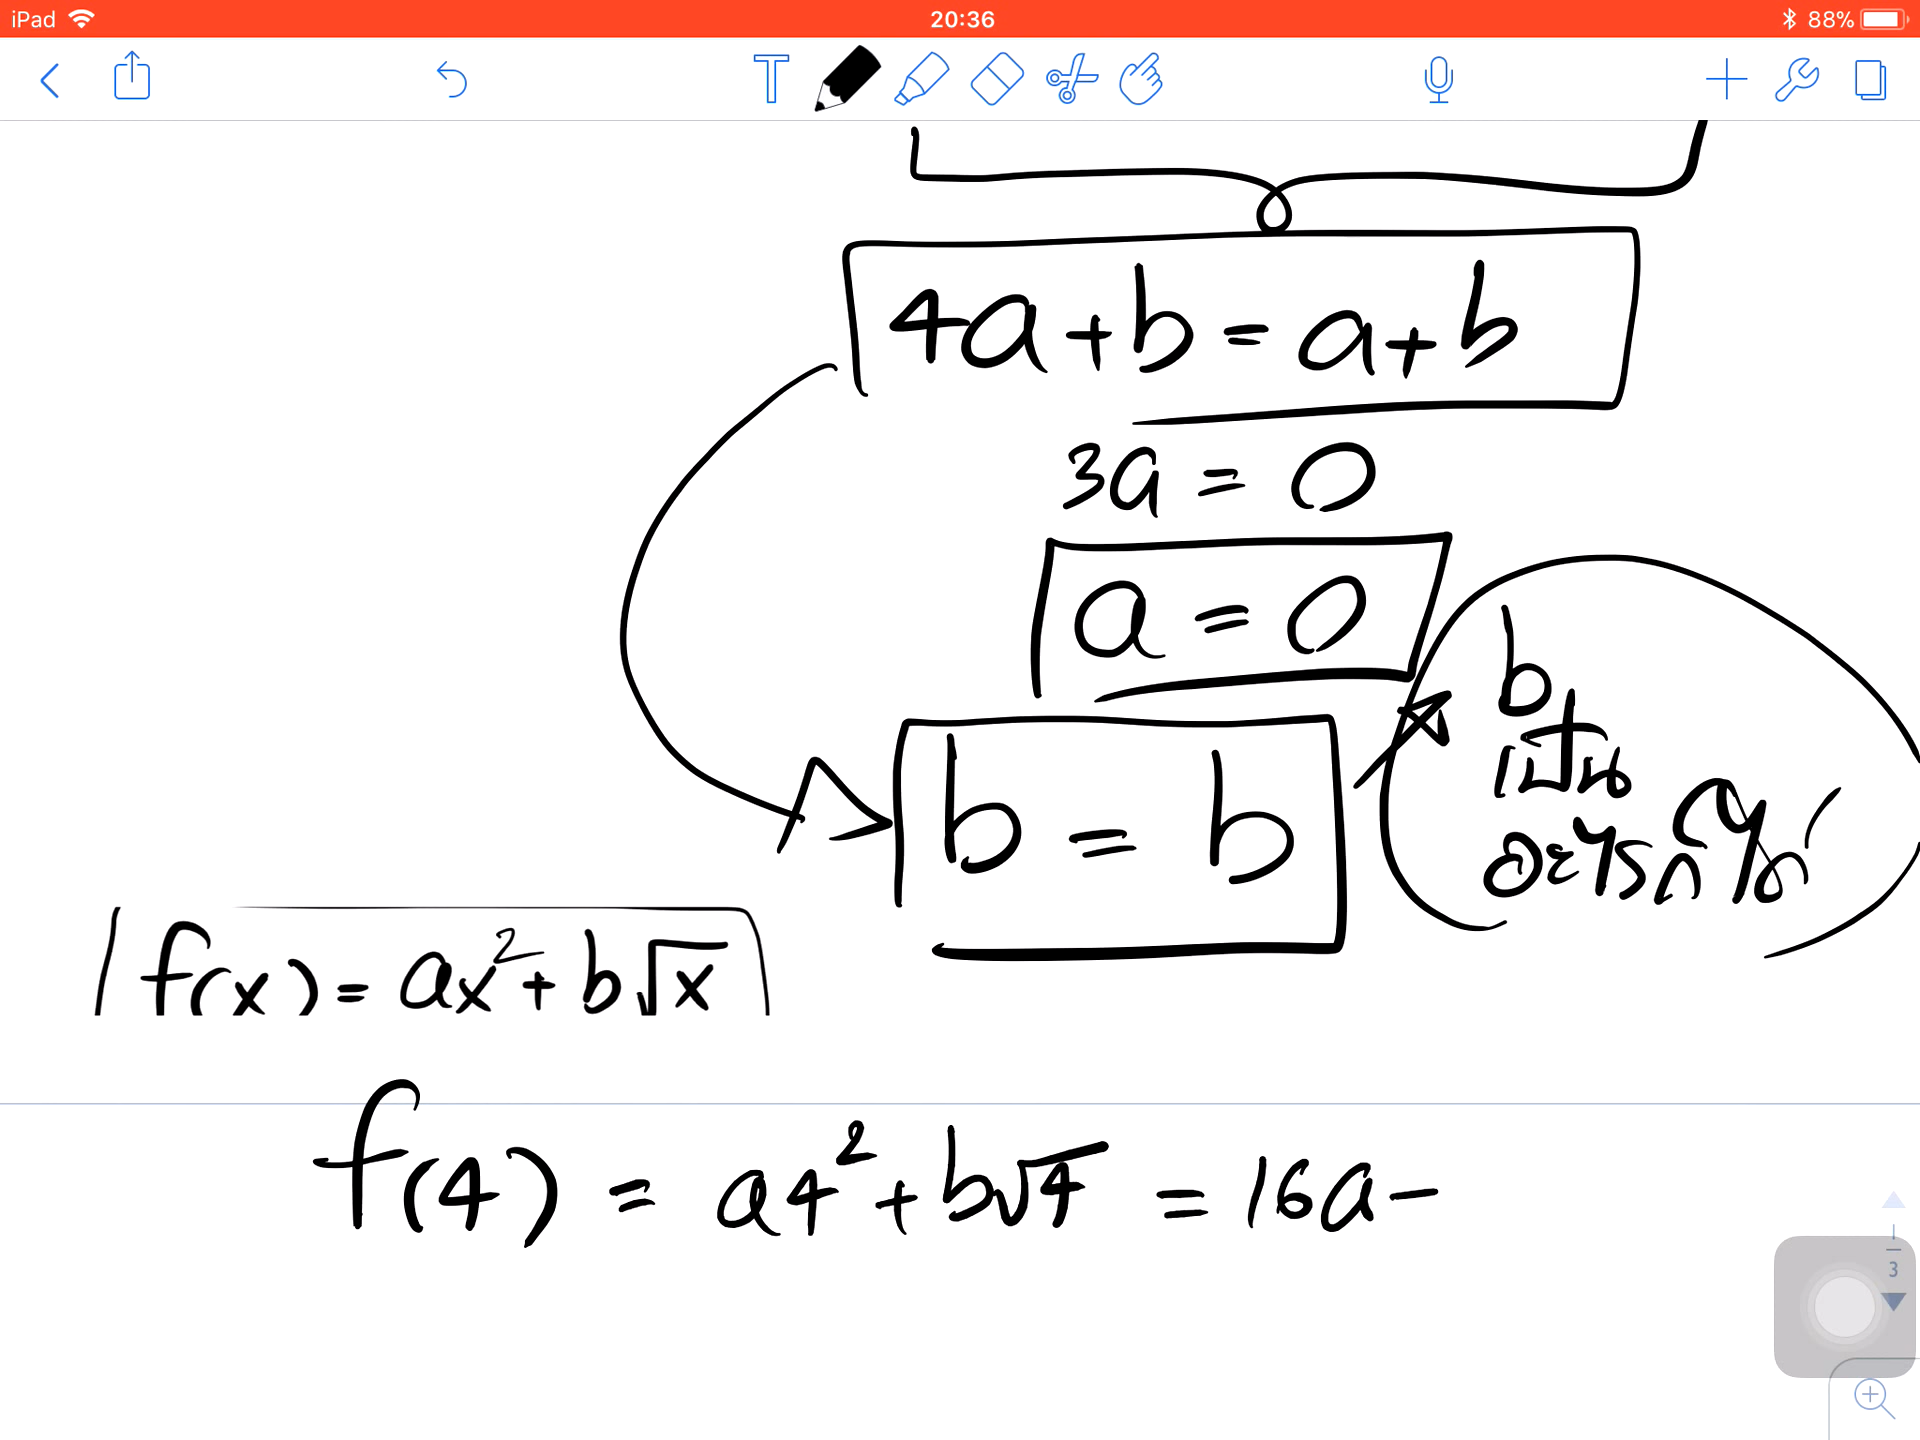 iPad 20:36 88%
T
4a+b=a+b
3a=0
a=0
b
เป็น
อะไรก็ได้
b=b
f(x)=ax²+b√x
f(4)=a4²+b√4=16a-
1
3